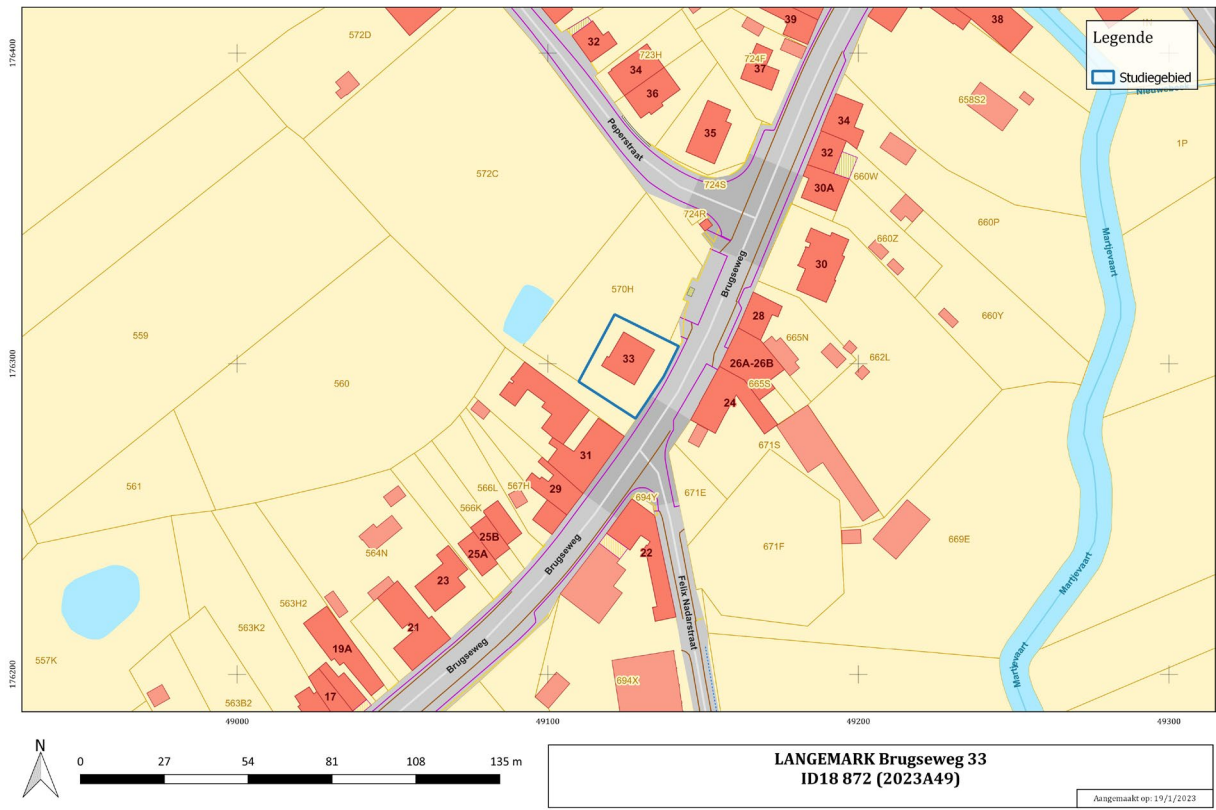 39
38
Legende
Studiegebied
32
723H
34
36
724F
37
35
572D
658S2
34
32
30A
660W
1P
Peperstraat
572C
724S
724R
660P
660Z
30
Martjevaart
Brugseweg
570H
28
665N
660Y
33
26A-26B
662L
665S
24
559
560
31
671S
29
567H
566L
566K
694Y
671E
561
564N
25B
25A
22
671F
669E
Brugseweg
23
563H2
21
563K2
19A
Felix Nadarstraat
Martjevaart
Martjevaart
Brugseweg
557K
563B2
17
694X
176400
176300
176200
49000
49100
49200
49300
N
0 27 54 81 108 135 m
LANGEMARK Brugseweg 33
ID18 872 (2023A49)
Aangemaakt op: 19/1/2023